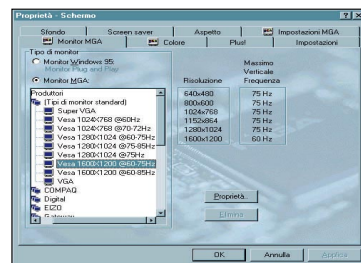 Proprietà - Schermo
Sfondo Screen saver Aspetto Impostazioni MGA
Monitor MGA Colore Plus! Impostazioni
Tipo di monitor
Monitor Windows 95:
Monitor Plug and Play
Monitor MGA:
Produttori
(Tipi di monitor standard)
Super VGA
Vesa 1024X768 @60Hz
Vesa 1024X768 @70-72Hz
Vesa 1280X1024 @60-75Hz
Vesa 1280X1024 @75-85Hz
Vesa 1280X1024 @75Hz
Vesa 1600X1200 @60-75Hz
Vesa 1600X1200 @60-85Hz
VGA
COMPAQ
Digital
EIZO
Gateway
Massimo
Verticale
Risoluzione Frequenza
640x480 75 Hz
800x600 75 Hz
1024x768 75 Hz
1152x864 75 Hz
1280x1024 75 Hz
1600x1200 60 Hz
Proprietà..
Elimina
OK Annulla Applica